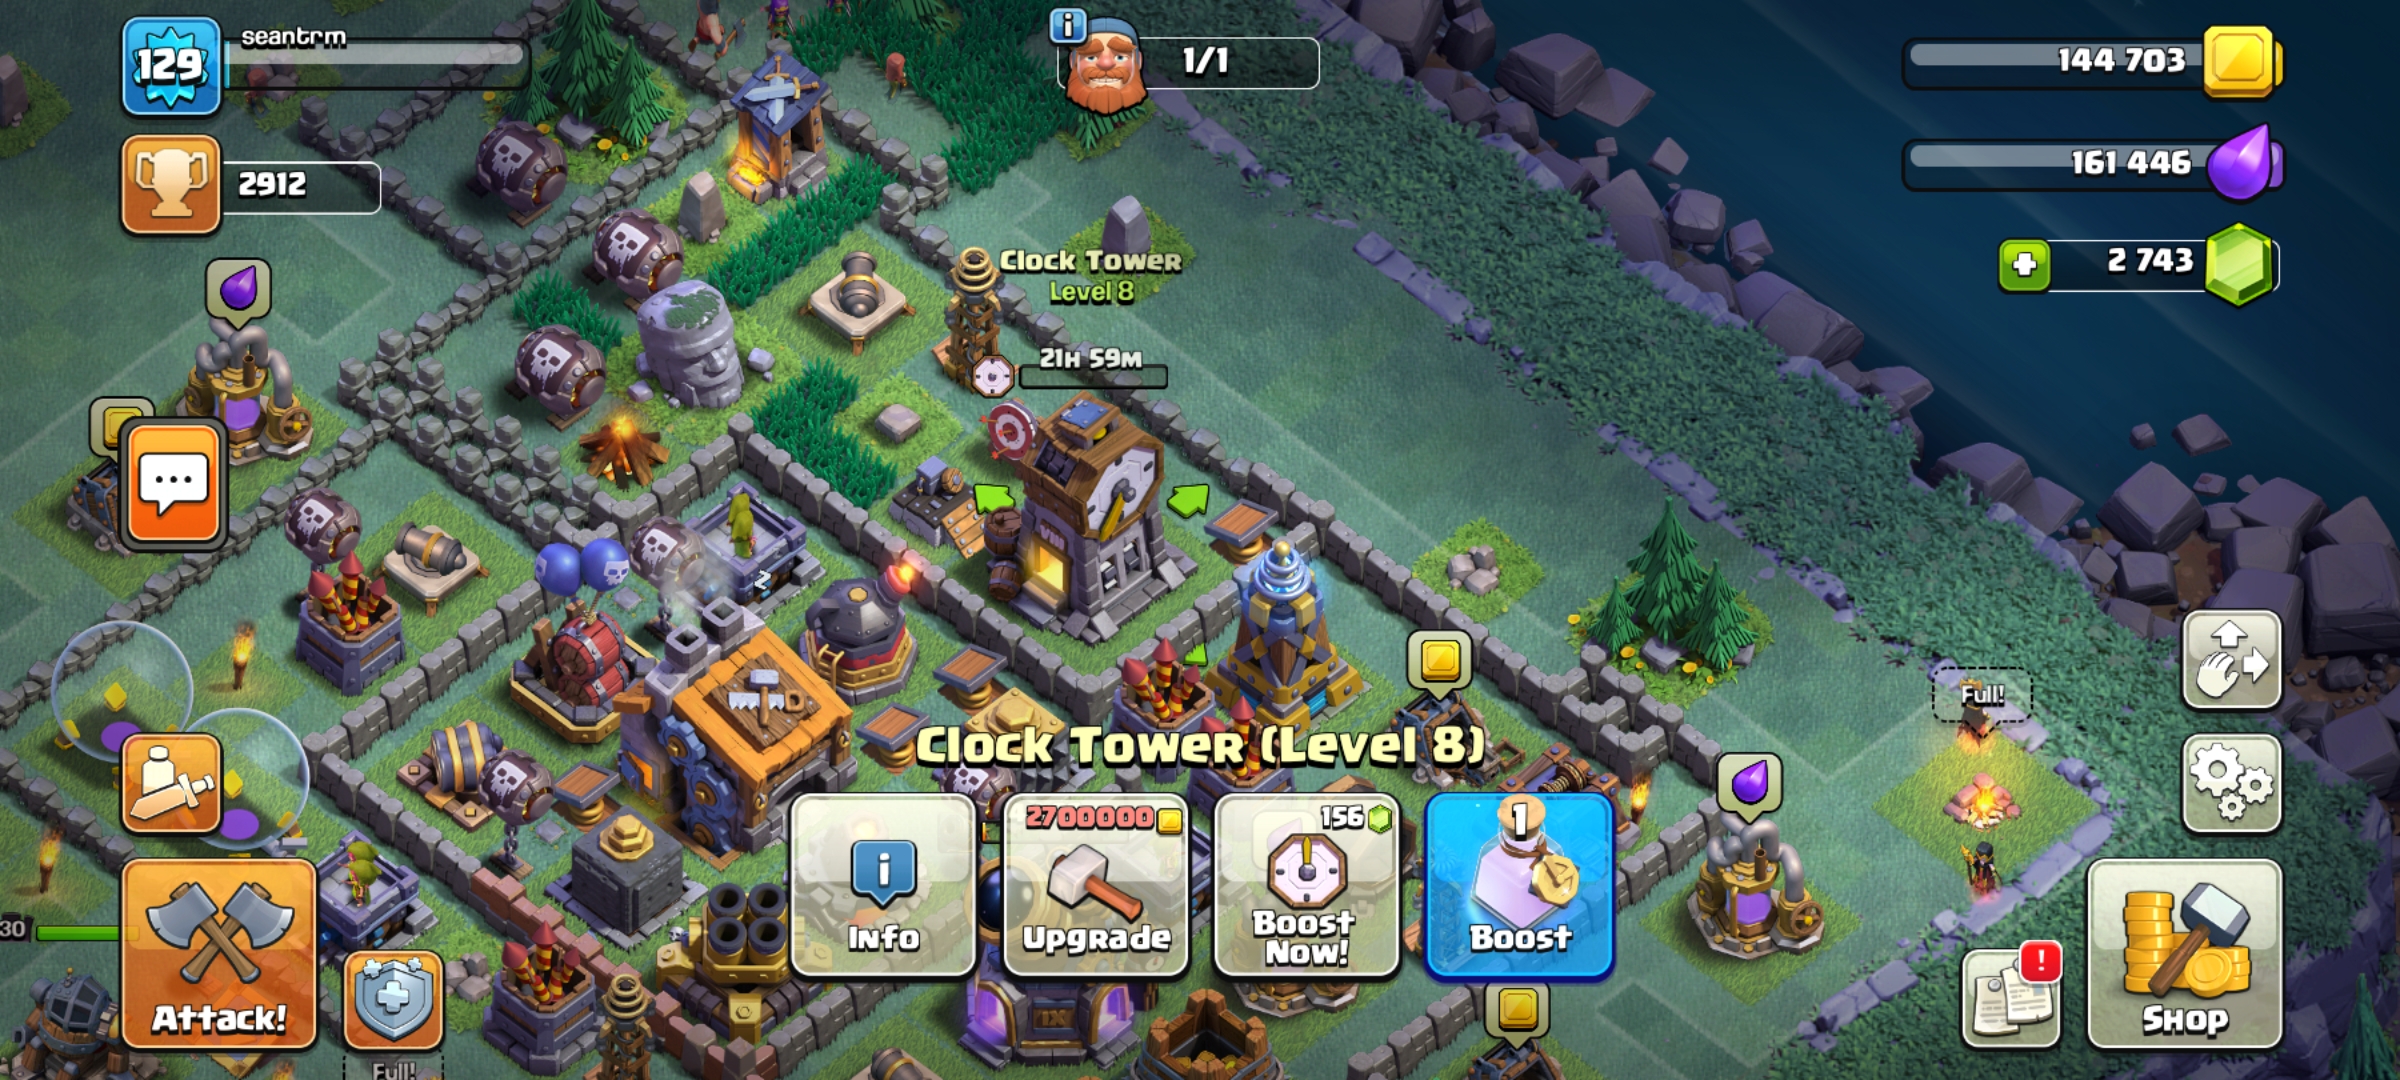 129
seantrm
1/1
144 703
2912
161 446
2 743
Clock Tower
Level 8
21H 59M
Full!
Clock Tower (Level 8)
2700000
156
1
Info
Upgrade
Boost
Now!
Boost
30
Attack!
Full!
IX
!
Shop